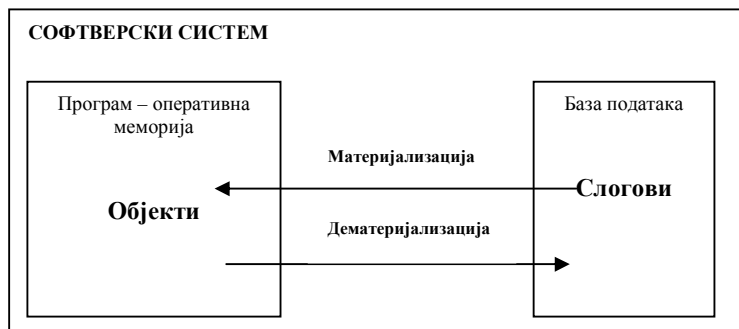 СОФТВЕРСКИ СИСТЕМ
Програм – оперативна
меморија
Објекти
Материјализација
Дематеријализација
База података
Слогови